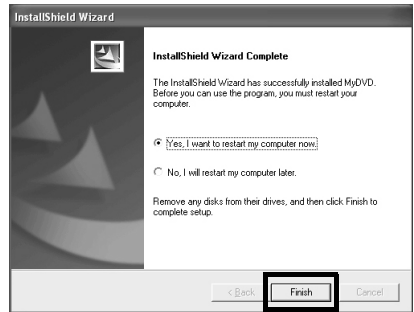 InstallShield Wizard
InstallShield Wizard Complete
The InstallShield Wizard has successfully installed MyDVD.
Before you can use the program, you must restart your
computer.
Yes, I want to restart my computer now.
No, I will restart my computer later.
Remove any disks from their drives, and then click Finish to
complete setup.
< Back Finish Cancel